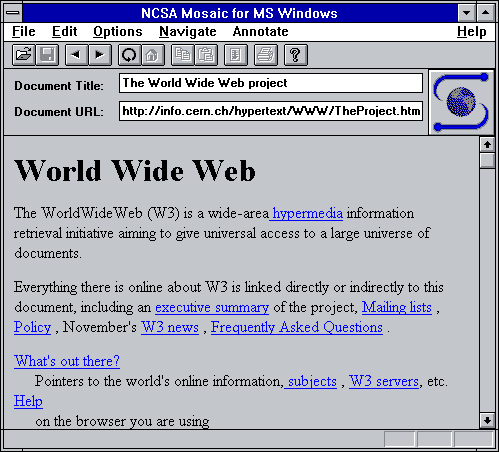 NCSA Mosaic for MS Windows
File Edit Options Navigate Annotate Help
?
Document Title: The World Wide Web project
Document URL: http://info.cern.ch/hypertext/WWW/TheProject.htm
World Wide Web
The WorldWideWeb (W3) is a wide-area hypermedia information
retrieval initiative aiming to give universal access to a large universe of
documents.
Everything there is online about W3 is linked directly or indirectly to this
document, including an executive summary of the project, Mailing lists ,
Policy , November's W3 news , Frequently Asked Questions .
What's out there?
Pointers to the world's online information, subjects , W3 servers, etc.
Help
on the browser you are using